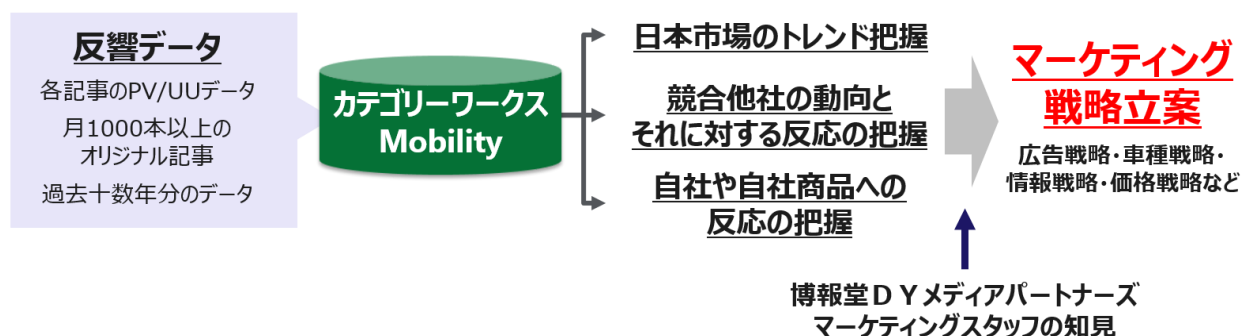 反響データ
各記事のPV/UUデータ
月1000本以上の
オリジナル記事
過去十数年分のデータ
カテゴリーワークス
Mobility
日本市場のトレンド把握
競合他社の動向と
それに対する反応の把握
自社や自社商品への
反応の把握
マーケティング
戦略立案
広告戦略・車種戦略・
情報戦略・価格戦略など
博報堂ＤＹメディアパートナーズ
マーケティングスタッフの知見